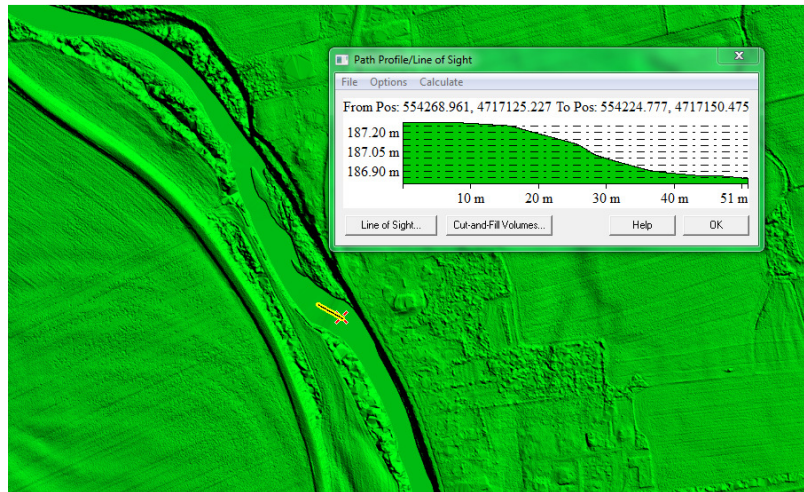 Path Profile/Line of Sight
x
File Options Calculate
From Pos: 554268.961, 4717125.227 To Pos: 554224.777, 4717150.475
187.20 m
187.05 m
186.90 m
10 m 20 m 30 m 40 m 51 m
Line of Sight... Cut-and-Fill Volumes... Help OK